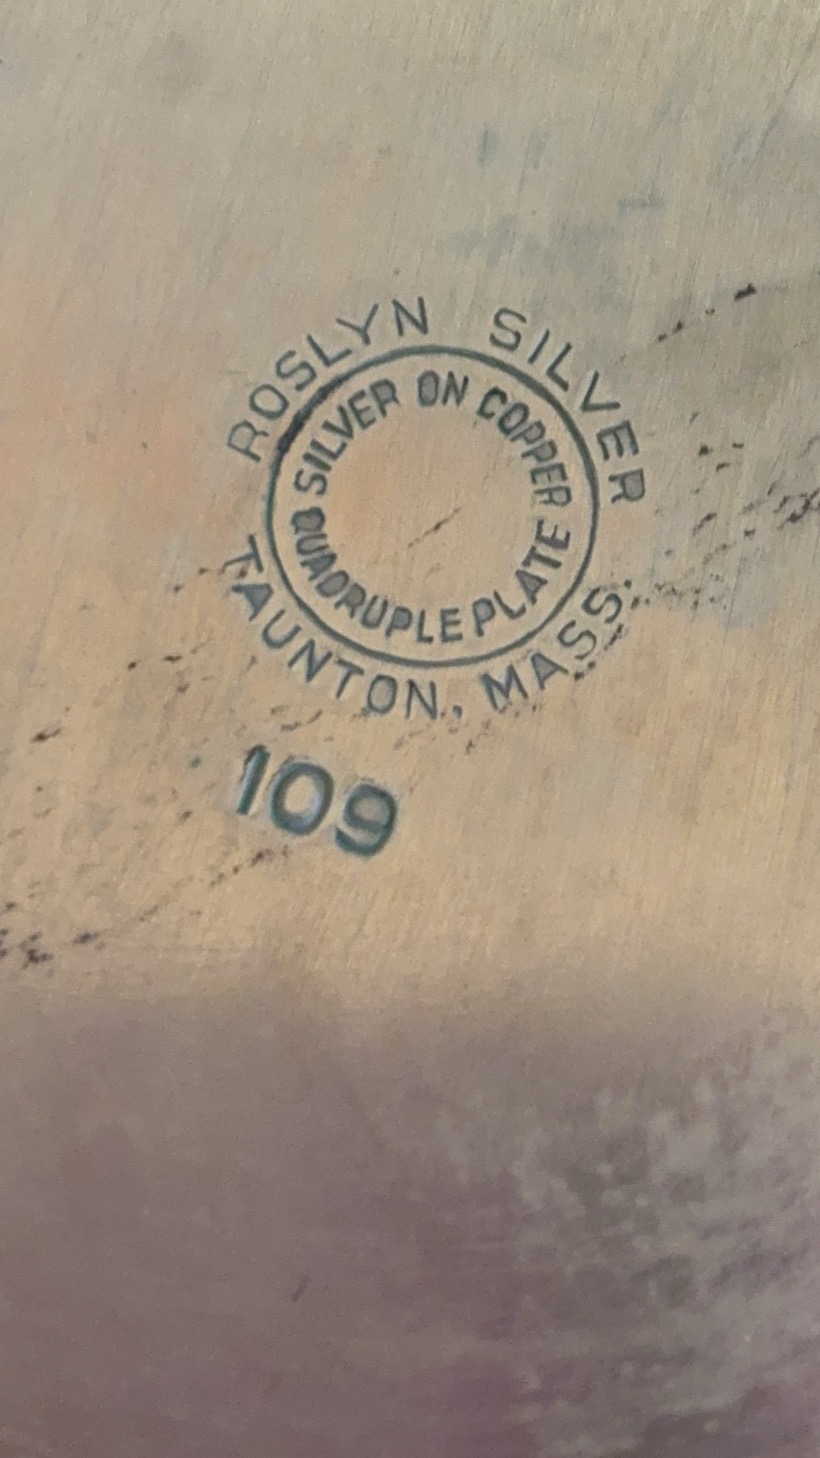 ROSLYN SILVER
SILVER ON COPPER
QUADRUPLE PLATE
TAUNTON, MASS.
109